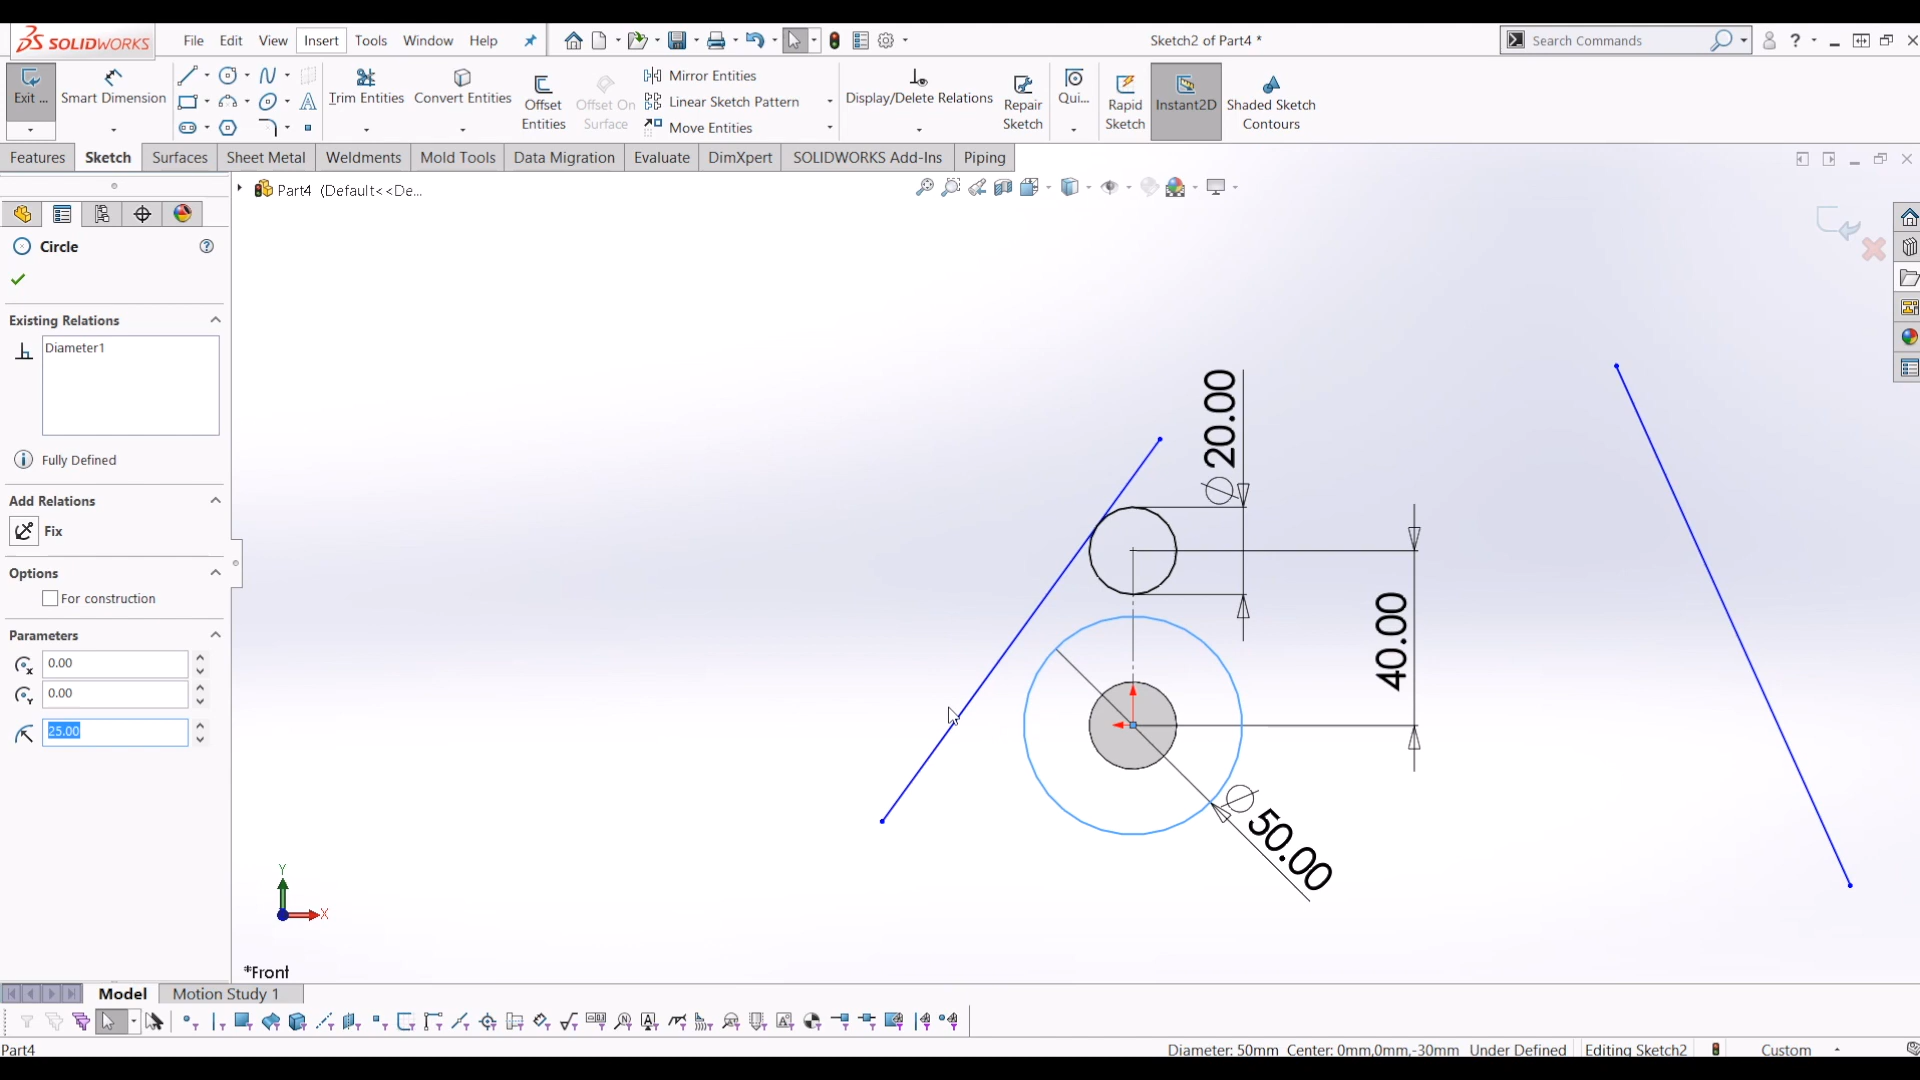 SOLIDWORKS File Edit View Insert Tools Window Help Sketch2 of Part4 * Search Commands ?
Exit ... Smart Dimension Trim Entities Convert Entities Offset Entities Offset On Surface Mirror Entities Linear Sketch Pattern Move Entities Display/Delete Relations Repair Sketch Qui... Rapid Sketch Instant2D Shaded Sketch Contours
Features Sketch Surfaces Sheet Metal Weldments Mold Tools Data Migration Evaluate DimXpert SOLIDWORKS Add-Ins Piping
Part4 (Default<<De...
Circle
Existing Relations
Diameter1
Fully Defined
Add Relations
Fix
Options
For construction
Parameters
0.00
0.00
25.00
∅ 20.00
40.00
∅ 50.00
Y
X
*Front
Model Motion Study 1
Part4 Diameter: 50mm Center: 0mm,0mm,-30mm Under Defined Editing Sketch2 Custom